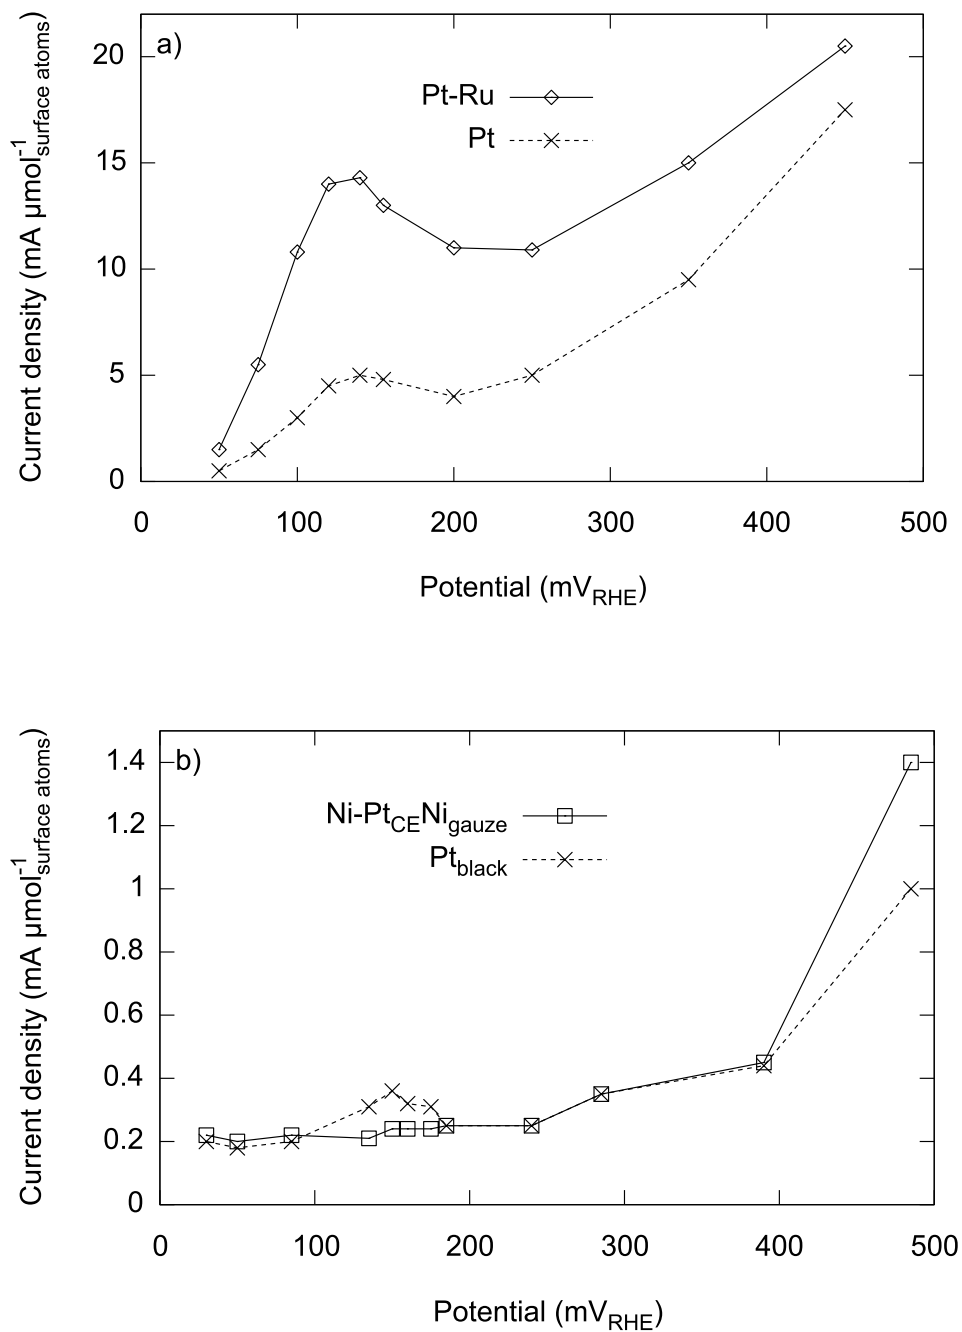 a)
Current density (mA µmol-1surface atoms)
20
15
10
5
0
Pt-Ru
Pt
0 100 200 300 400 500
Potential (mVRHE)
b)
Current density (mA µmol-1surface atoms)
1.4
1.2
1
0.8
0.6
0.4
0.2
0
Ni-PtCENigauze
Ptblack
0 100 200 300 400 500
Potential (mVRHE)